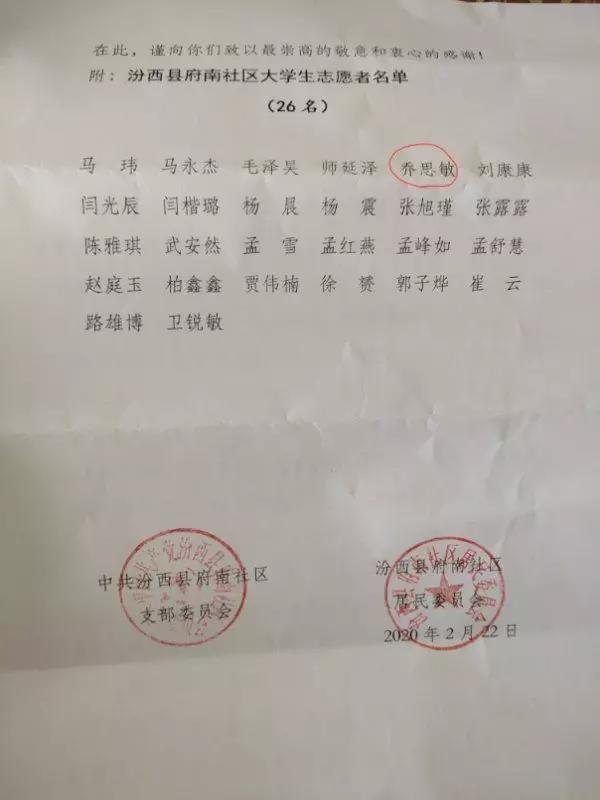 在此，谨向你们致以最崇高的敬意和衷心的感谢！
附：汾西县府南社区大学生志愿者名单
（26名）
马 玮 马永杰 毛泽昊 师延泽 乔思敏 刘康康
闫光辰 闫楷璐 杨 晨 杨 震 张旭瑾 张露露
陈雅琪 武安然 孟 雪 孟红燕 孟峰如 孟舒慧
赵庭玉 柏鑫鑫 贾伟楠 徐 赟 郭子烨 崔 云
路雄博 卫锐敏
中共汾西县府南社区
支部委员会
汾西县府南社区
居民委员会
2020年2月22日